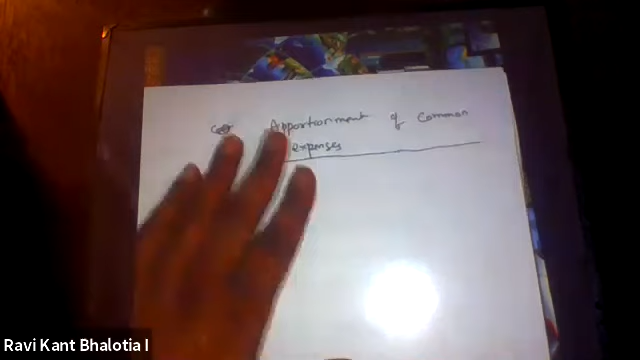 Apportionment of Common
expenses
Ravi Kant Bhalotia I